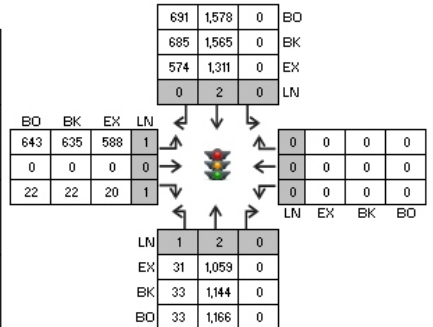 691 1,578 0 BO
685 1,565 0 BK
574 1,311 0 EX
0 2 0 LN
BO BK EX LN
643 635 588 1
0 0 0 0
22 22 20 1
0 0 0 0
0 0 0 0
0 0 0 0
LN EX BK BO
LN 1 2 0
EX 31 1,059 0
BK 33 1,144 0
BO 33 1,166 0